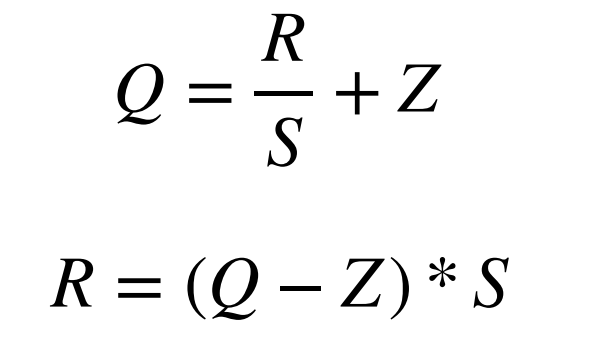 Q = R/S + Z
R = (Q − Z) * S